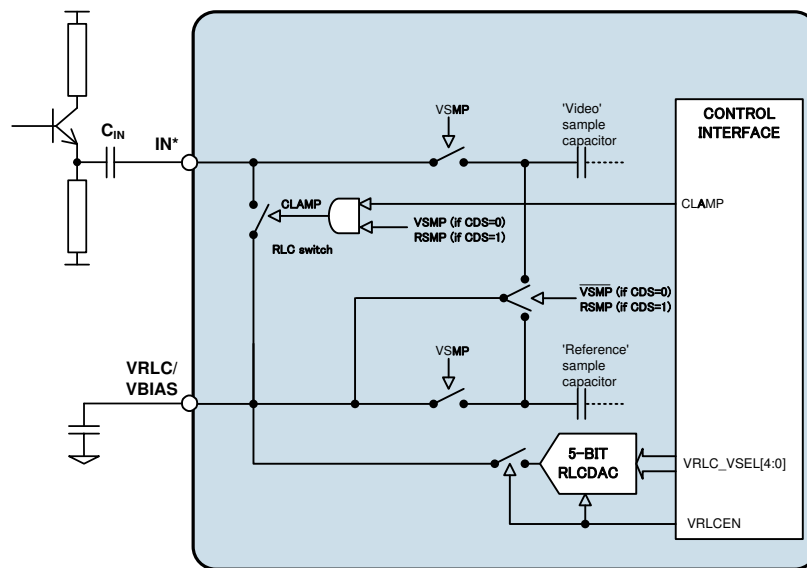 CIN
IN*
VSMP
'Video'
sample
capacitor
CONTROL
INTERFACE
CLAMP
CLAMP
VSMP (if CDS=0)
RSMP (if CDS=1)
RLC switch
VSMP (if CDS=0)
RSMP (if CDS=1)
VRLC/
VBIAS
VSMP
'Reference'
sample
capacitor
5-BIT
RLCDAC
VRLC_VSEL[4:0]
VRLCEN